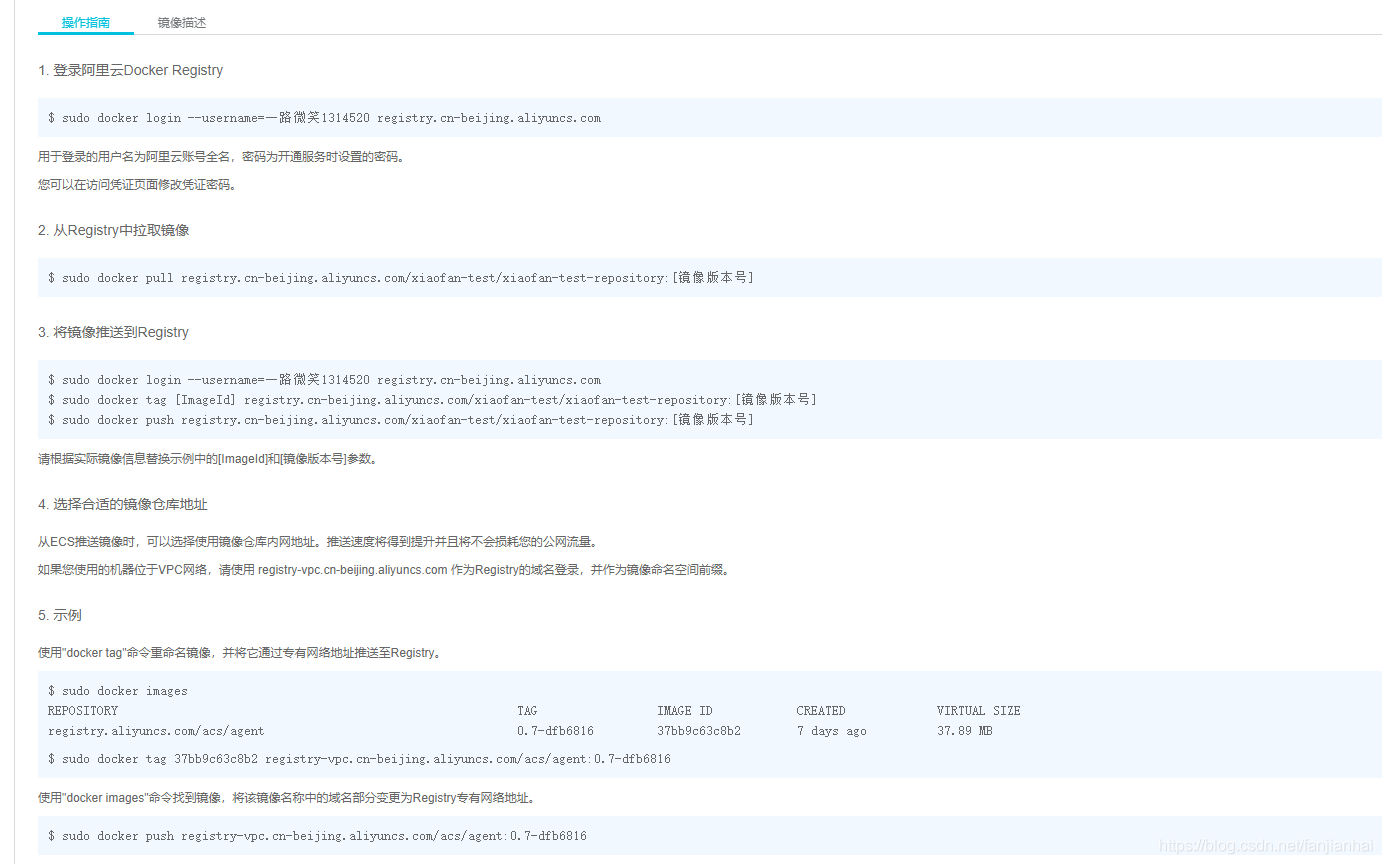 操作指南 镜像描述
1. 登录阿里云Docker Registry
$ sudo docker login --username=一路微笑1314520 registry.cn-beijing.aliyuncs.com
用于登录的用户名为阿里云账号全名，密码为开通服务时设置的密码。
您可以在访问凭证页面修改凭证密码。
2. 从Registry中拉取镜像
$ sudo docker pull registry.cn-beijing.aliyuncs.com/xiaofan-test/xiaofan-test-repository:[镜像版本号]
3. 将镜像推送到Registry
$ sudo docker login --username=一路微笑1314520 registry.cn-beijing.aliyuncs.com
$ sudo docker tag [ImageId] registry.cn-beijing.aliyuncs.com/xiaofan-test/xiaofan-test-repository:[镜像版本号]
$ sudo docker push registry.cn-beijing.aliyuncs.com/xiaofan-test/xiaofan-test-repository:[镜像版本号]
请根据实际镜像信息替换示例中的[ImageId]和[镜像版本号]参数。
4. 选择合适的镜像仓库地址
从ECS推送镜像时，可以选择使用镜像仓库内网地址。推送速度将得到提升并且将不会损耗您的公网流量。
如果您使用的机器位于VPC网络，请使用 registry-vpc.cn-beijing.aliyuncs.com 作为Registry的域名登录，并作为镜像命名空间前缀。
5. 示例
使用"docker tag"命令重命名镜像，并将它通过专有网络地址推送至Registry。
$ sudo docker images
REPOSITORY TAG IMAGE ID CREATED VIRTUAL SIZE
registry.aliyuncs.com/acs/agent 0.7-dfb6816 37bb9c63c8b2 7 days ago 37.89 MB
$ sudo docker tag 37bb9c63c8b2 registry-vpc.cn-beijing.aliyuncs.com/acs/agent:0.7-dfb6816
使用"docker images"命令找到镜像，将该镜像名称中的域名部分变更为Registry专有网络地址。
$ sudo docker push registry-vpc.cn-beijing.aliyuncs.com/acs/agent:0.7-dfb6816
https://blog.csdn.net/fanjianhai